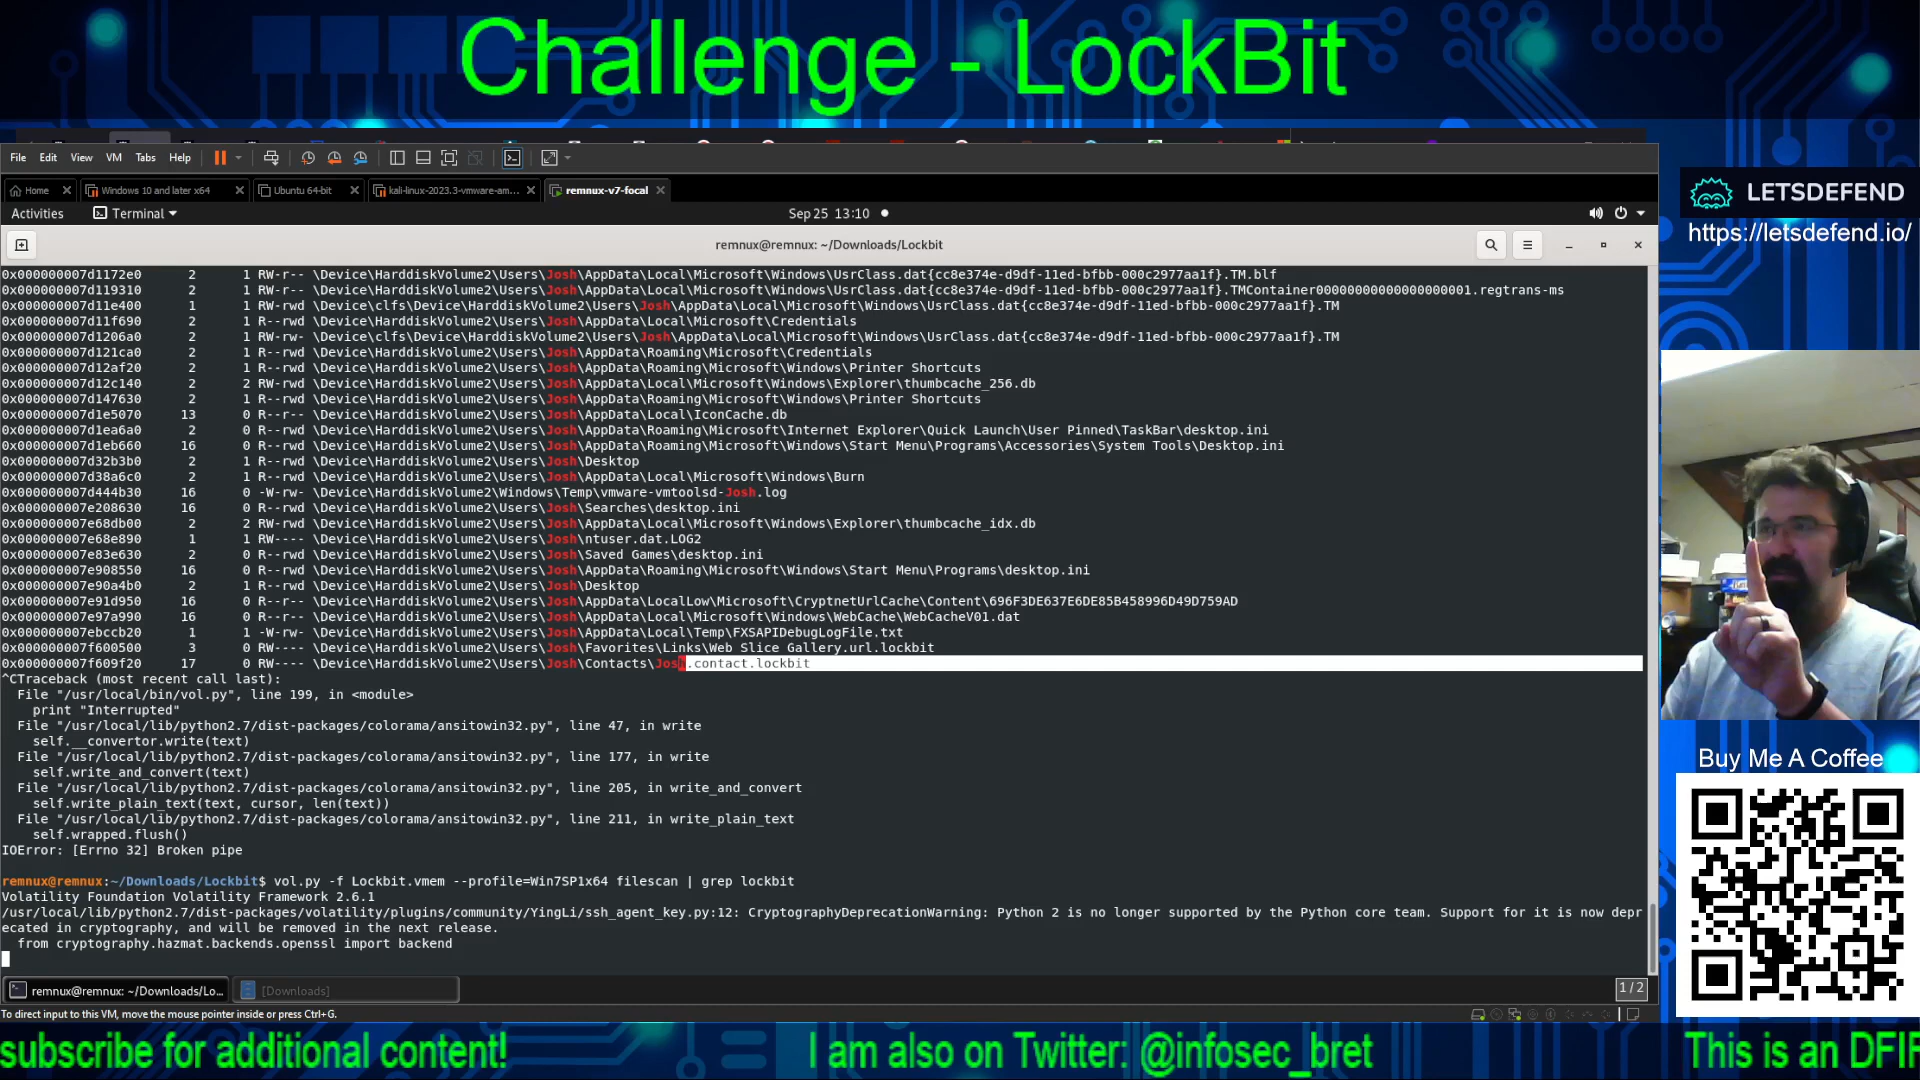 Challenge - LockBit
File Edit View VM Tabs Help
Home
Windows 10 and later x64
Ubuntu 64-bit
kali-linux-2023.3-vmware-am...
remnux-v7-focal
Activities Terminal Sep 25 13:10
remnux@remnux: ~/Downloads/Lockbit
0x000000007d1172e0 2 1 RW-r-- \Device\HarddiskVolume2\Users\Josh\AppData\Local\Microsoft\Windows\UsrClass.dat{cc8e374e-d9df-11ed-bfbb-000c2977aa1f}.TM.blf
0x000000007d119310 2 1 RW-r-- \Device\HarddiskVolume2\Users\Josh\AppData\Local\Microsoft\Windows\UsrClass.dat{cc8e374e-d9df-11ed-bfbb-000c2977aa1f}.TMContainer00000000000000000001.regtrans-ms
0x000000007d11e400 1 1 RW-rwd \Device\clfs\Device\HarddiskVolume2\Users\Josh\AppData\Local\Microsoft\Windows\UsrClass.dat{cc8e374e-d9df-11ed-bfbb-000c2977aa1f}.TM
0x000000007d11f690 2 1 R--rwd \Device\HarddiskVolume2\Users\Josh\AppData\Local\Microsoft\Credentials
0x000000007d1206a0 2 1 RW-rw- \Device\clfs\Device\HarddiskVolume2\Users\Josh\AppData\Local\Microsoft\Windows\UsrClass.dat{cc8e374e-d9df-11ed-bfbb-000c2977aa1f}.TM
0x000000007d121ca0 2 1 R--rwd \Device\HarddiskVolume2\Users\Josh\AppData\Roaming\Microsoft\Credentials
0x000000007d12af20 2 1 R--rwd \Device\HarddiskVolume2\Users\Josh\AppData\Roaming\Microsoft\Windows\Printer Shortcuts
0x000000007d12c140 2 2 RW-rwd \Device\HarddiskVolume2\Users\Josh\AppData\Local\Microsoft\Windows\Explorer\thumbcache_256.db
0x000000007d147630 2 1 R--rwd \Device\HarddiskVolume2\Users\Josh\AppData\Roaming\Microsoft\Windows\Printer Shortcuts
0x000000007d1e5070 13 0 R--r-- \Device\HarddiskVolume2\Users\Josh\AppData\Local\IconCache.db
0x000000007d1ea6a0 2 0 R--rwd \Device\HarddiskVolume2\Users\Josh\AppData\Roaming\Microsoft\Internet Explorer\Quick Launch\User Pinned\TaskBar\desktop.ini
0x000000007d1eb660 16 0 R--rwd \Device\HarddiskVolume2\Users\Josh\AppData\Roaming\Microsoft\Windows\Start Menu\Programs\Accessories\System Tools\Desktop.ini
0x000000007d32b3b0 2 1 R--rwd \Device\HarddiskVolume2\Users\Josh\Desktop
0x000000007d38a6c0 2 1 R--rwd \Device\HarddiskVolume2\Users\Josh\AppData\Local\Microsoft\Windows\Burn
0x000000007d444b30 16 0 -W-rw- \Device\HarddiskVolume2\Windows\Temp\vmware-vmtoolsd-Josh.log
0x000000007e208630 16 0 R--rwd \Device\HarddiskVolume2\Users\Josh\Searches\desktop.ini
0x000000007e68db00 2 2 RW-rwd \Device\HarddiskVolume2\Users\Josh\AppData\Local\Microsoft\Windows\Explorer\thumbcache_idx.db
0x000000007e68e890 1 1 RW---- \Device\HarddiskVolume2\Users\Josh\ntuser.dat.LOG2
0x000000007e83e630 2 0 R--rwd \Device\HarddiskVolume2\Users\Josh\Saved Games\desktop.ini
0x000000007e908550 16 0 R--rwd \Device\HarddiskVolume2\Users\Josh\AppData\Roaming\Microsoft\Windows\Start Menu\Programs\desktop.ini
0x000000007e90a4b0 2 1 R--rwd \Device\HarddiskVolume2\Users\Josh\Desktop
0x000000007e91d950 16 0 R--r-- \Device\HarddiskVolume2\Users\Josh\AppData\LocalLow\Microsoft\CryptnetUrlCache\Content\696F3DE637E6DE85B458996D49D759AD
0x000000007e97a990 16 0 R--r-- \Device\HarddiskVolume2\Users\Josh\AppData\Local\Microsoft\Windows\WebCache\WebCacheV01.dat
0x000000007ebccb20 1 1 -W-rw- \Device\HarddiskVolume2\Users\Josh\AppData\Local\Temp\FXSAPIDebugLogFile.txt
0x000000007f600500 3 0 RW---- \Device\HarddiskVolume2\Users\Josh\Favorites\Links\Web Slice Gallery.url.lockbit
0x000000007f609f20 17 0 RW---- \Device\HarddiskVolume2\Users\Josh\Contacts\Josh.contact.lockbit
^CTraceback (most recent call last):
File "/usr/local/bin/vol.py", line 199, in <module>
print "Interrupted"
File "/usr/local/lib/python2.7/dist-packages/colorama/ansitowin32.py", line 47, in write
self.__convertor.write(text)
File "/usr/local/lib/python2.7/dist-packages/colorama/ansitowin32.py", line 177, in write
self.write_and_convert(text)
File "/usr/local/lib/python2.7/dist-packages/colorama/ansitowin32.py", line 205, in write_and_convert
self.write_plain_text(text, cursor, len(text))
File "/usr/local/lib/python2.7/dist-packages/colorama/ansitowin32.py", line 211, in write_plain_text
self.wrapped.flush()
IOError: [Errno 32] Broken pipe
remnux@remnux:~/Downloads/Lockbit$ vol.py -f Lockbit.vmem --profile=Win7SP1x64 filescan | grep lockbit
Volatility Foundation Volatility Framework 2.6.1
/usr/local/lib/python2.7/dist-packages/volatility/plugins/community/YingLi/ssh_agent_key.py:12: CryptographyDeprecationWarning: Python 2 is no longer supported by the Python core team. Support for it is now depr
ecated in cryptography, and will be removed in the next release.
from cryptography.hazmat.backends.openssl import backend
remnux@remnux: ~/Downloads/Lo...
[Downloads]
1 / 2
To direct input to this VM, move the mouse pointer inside or press Ctrl+G.
LETSDEFEND
https://letsdefend.io/
Buy Me A Coffee
subscribe for additional content!
I am also on Twitter: @infosec_bret
This is an DFIR